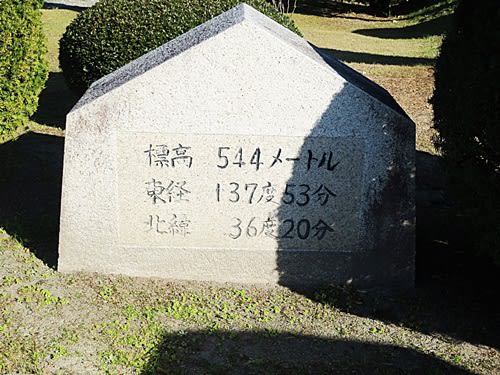 標高 544メートル
東経 137度53分
北緯 36度20分